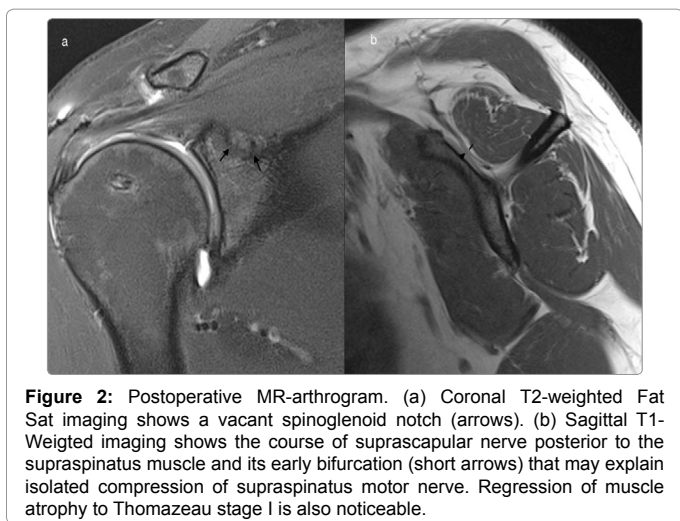 a
b
Figure 2: Postoperative MR-arthrogram. (a) Coronal T2-weighted Fat
Sat imaging shows a vacant spinoglenoid notch (arrows). (b) Sagittal T1-
Weigted imaging shows the course of suprascapular nerve posterior to the
supraspinatus muscle and its early bifurcation (short arrows) that may explain
isolated compression of supraspinatus motor nerve. Regression of muscle
atrophy to Thomazeau stage I is also noticeable.